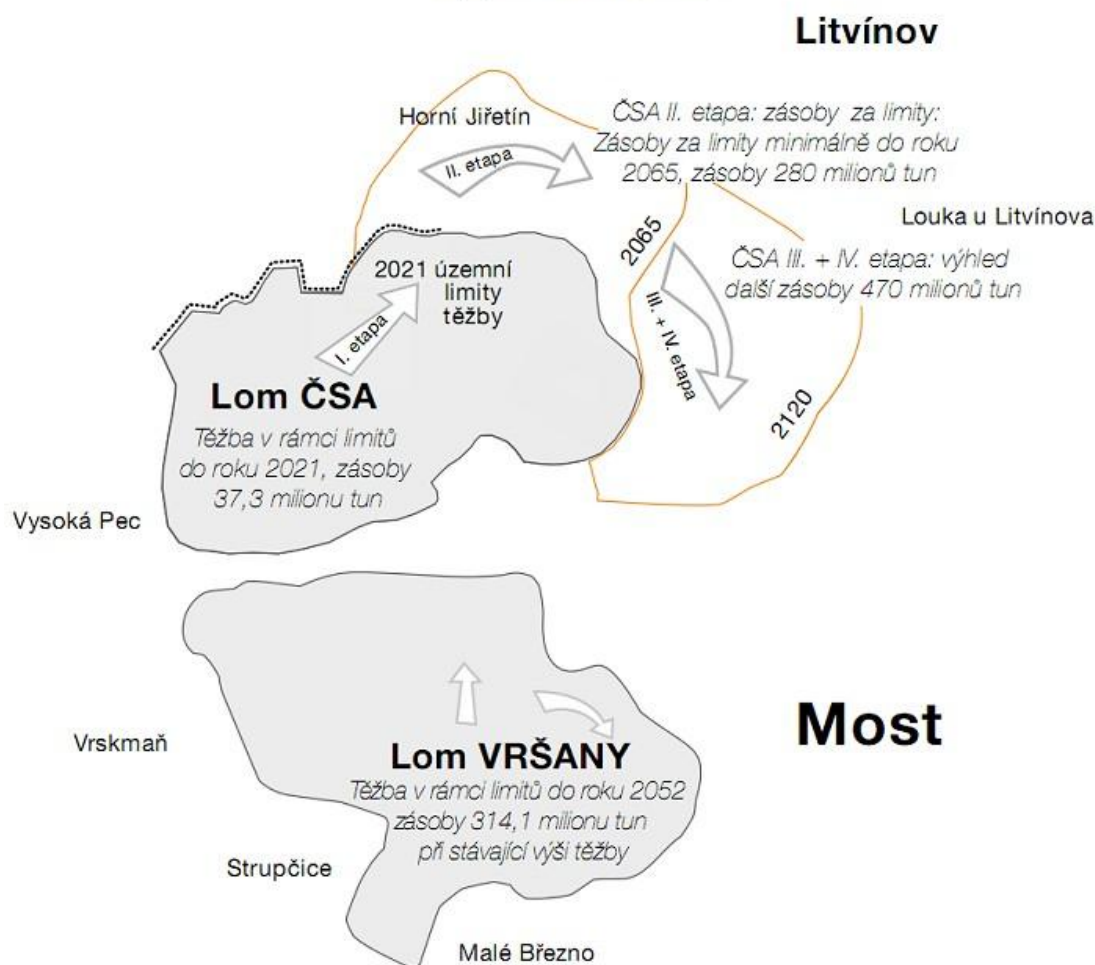 Litvínov
Horní Jiřetín
ČSA II. etapa: zásoby za limity:
Zásoby za limity minimálně do roku
2065, zásoby 280 milionů tun
II. etapa
Louka u Litvínova
2065
ČSA III. + IV. etapa: výhled
další zásoby 470 milionů tun
2021 územní
limity
těžby
I. etapa
III. + IV. etapa
2120
Lom ČSA
Těžba v rámci limitů
do roku 2021, zásoby
37,3 milionu tun
Vysoká Pec
Most
Vrskmaň
Lom VRŠANY
Těžba v rámci limitů do roku 2052
zásoby 314,1 milionu tun
při stávající výši těžby
Strupčice
Malé Březno